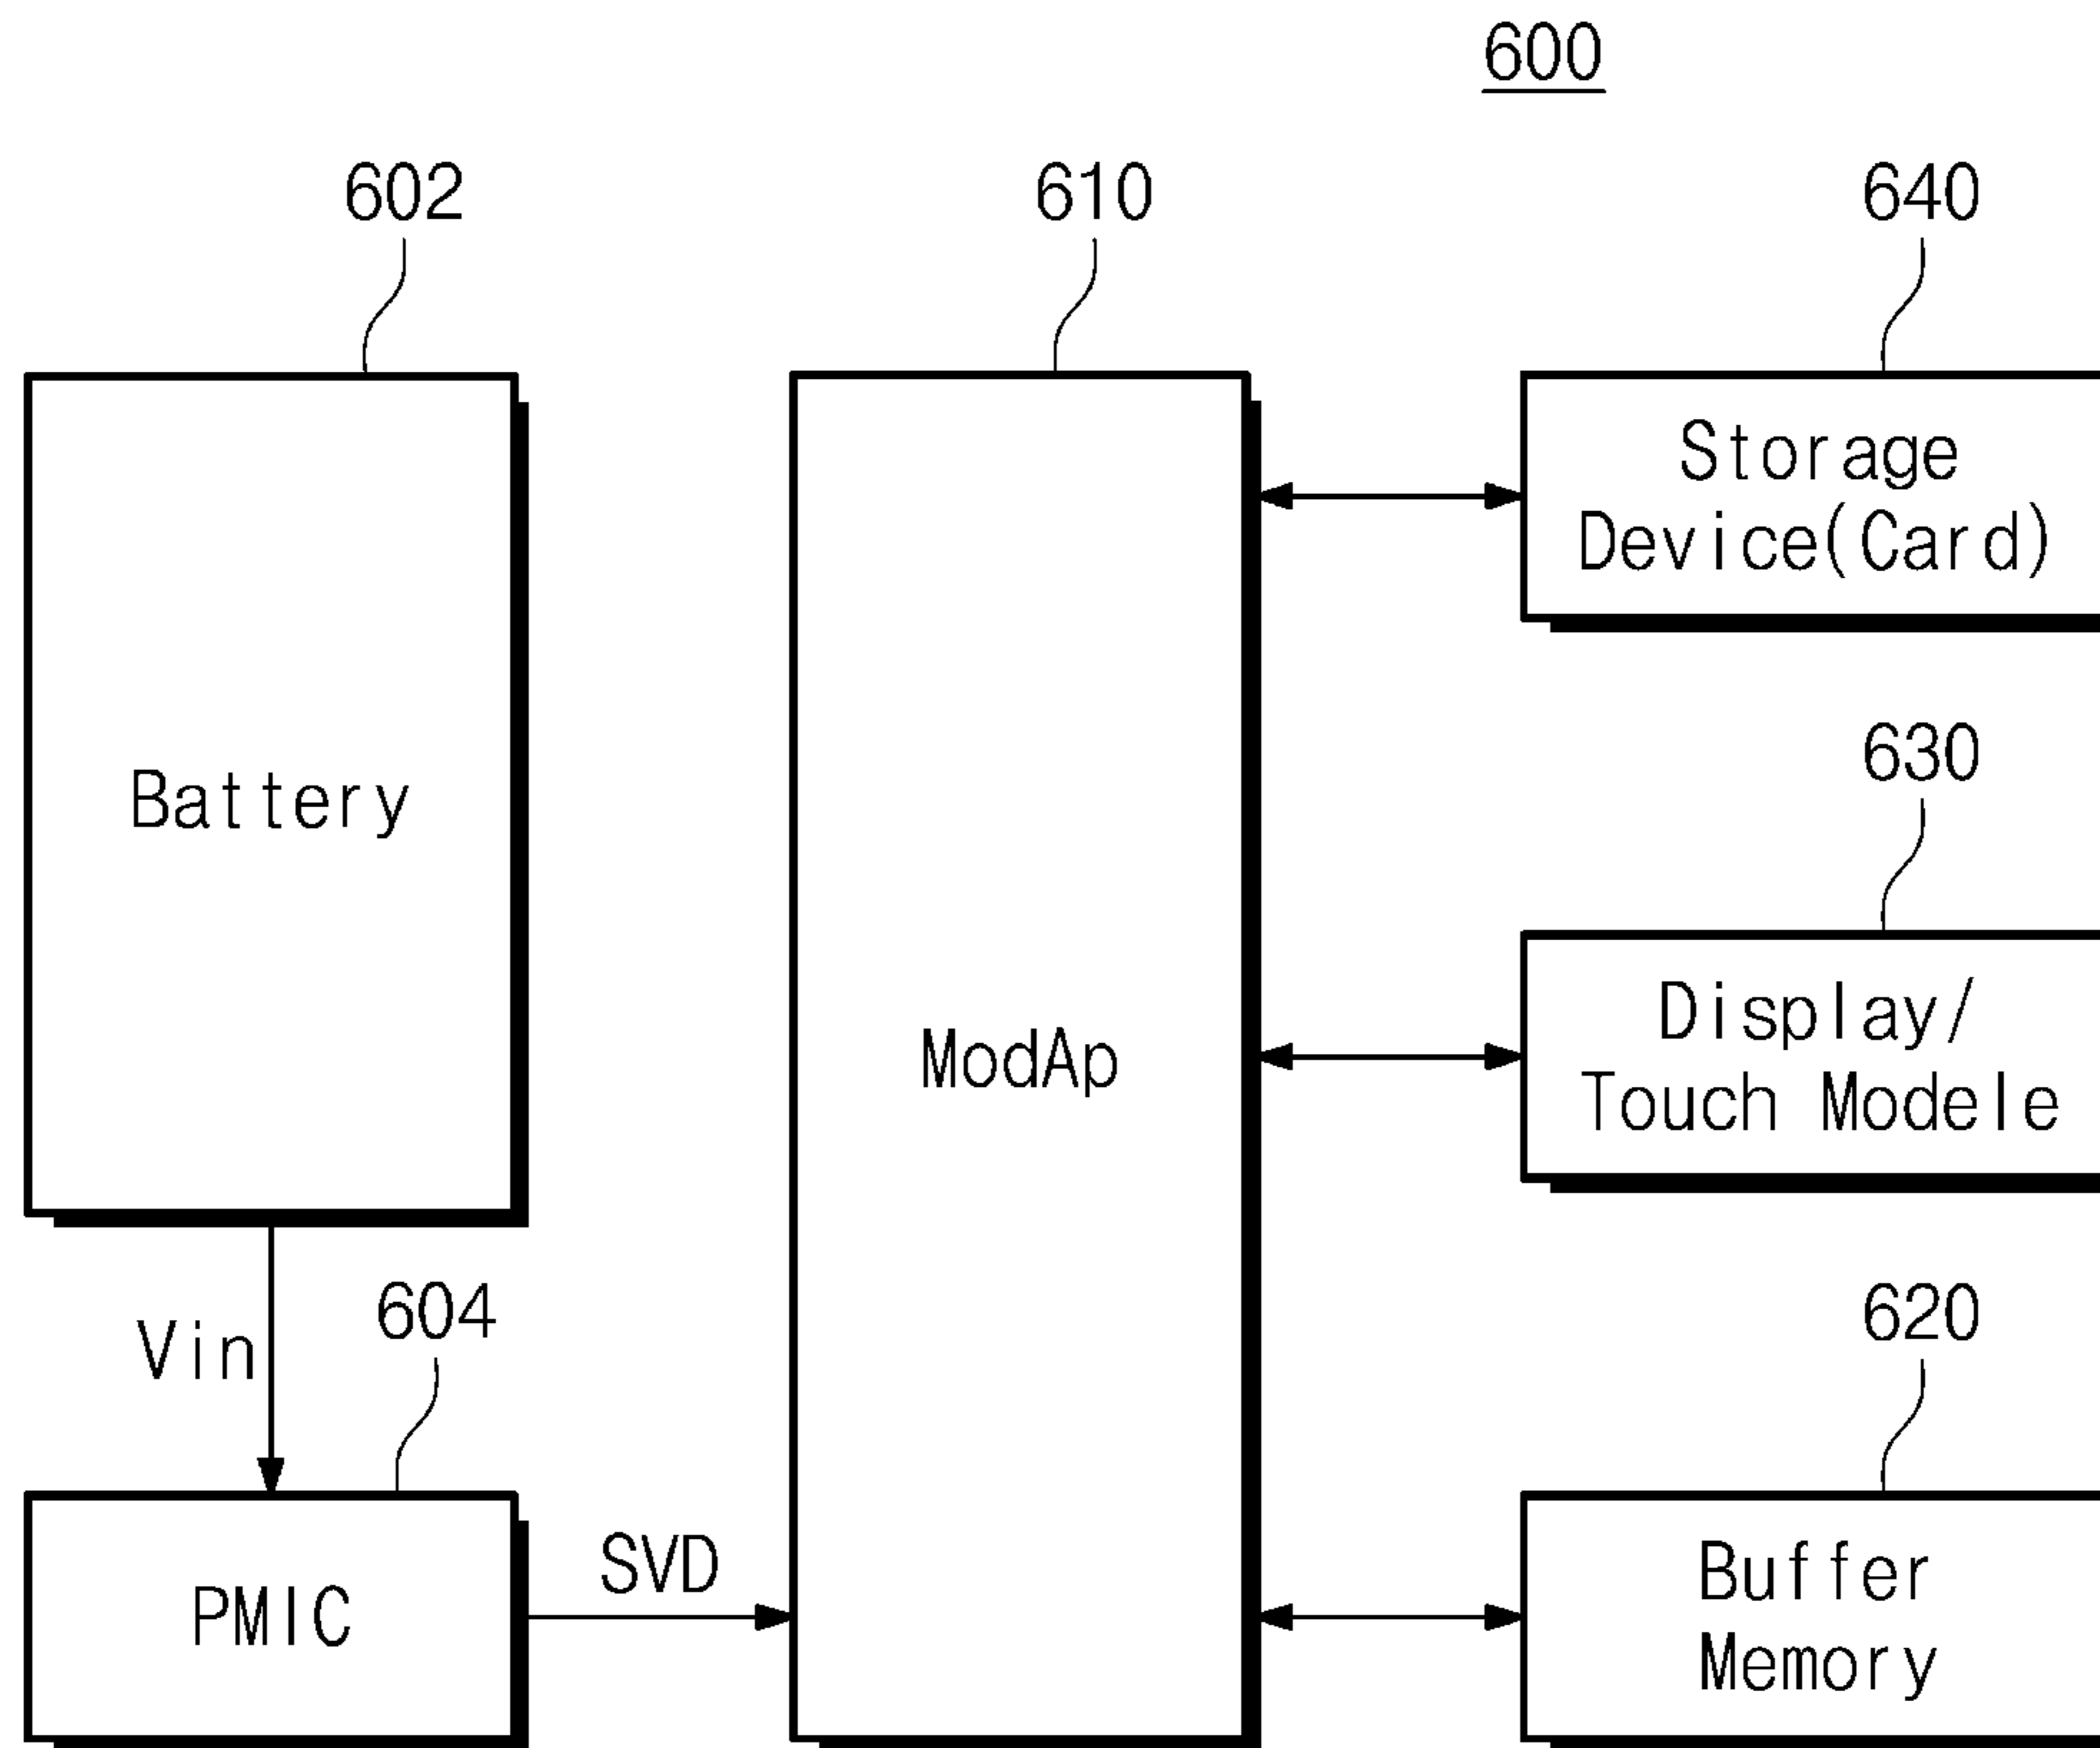 600
602
610
640
Storage
Device(Card)
630
Battery
Display/
Touch Modele
ModAp
604
Vin
620
SVD
PMIC
Buffer
Memory